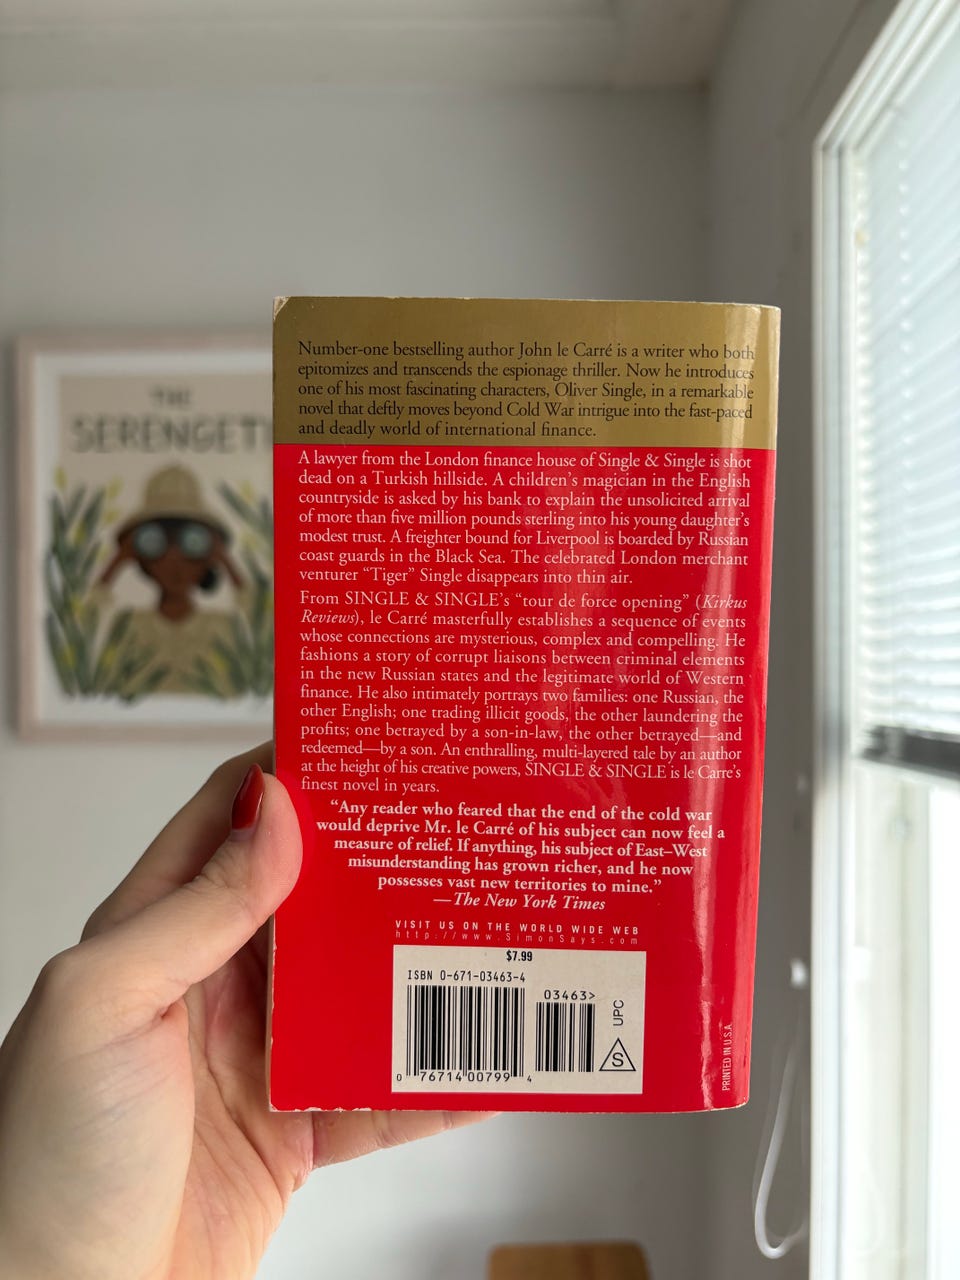 THE
SERENGETI
Number-one bestselling author John le Carré is a writer who both
epitomizes and transcends the espionage thriller. Now he introduces
one of his most fascinating characters, Oliver Single, in a remarkable
novel that deftly moves beyond Cold War intrigue into the fast-paced
and deadly world of international finance.
A lawyer from the London finance house of Single & Single is shot
dead on a Turkish hillside. A children's magician in the English
countryside is asked by his bank to explain the unsolicited arrival
of more than five million pounds sterling into his young daughter's
modest trust. A freighter bound for Liverpool is boarded by Russian
coast guards in the Black Sea. The celebrated London merchant
venturer "Tiger" Single disappears into thin air.
From SINGLE & SINGLE's "tour de force opening" (Kirkus
Reviews), le Carré masterfully establishes a sequence of events
whose connections are mysterious, complex and compelling. He
fashions a story of corrupt liaisons between criminal elements
in the new Russian states and the legitimate world of Western
finance. He also intimately portrays two families: one Russian, the
other English; one trading illicit goods, the other laundering the
profits; one betrayed by a son-in-law, the other betrayed—and
redeemed—by a son. An enthralling, multi-layered tale by an author
at the height of his creative powers, SINGLE & SINGLE is le Carre's
finest novel in years.
"Any reader who feared that the end of the cold war
would deprive Mr. le Carré of his subject can now feel a
measure of relief. If anything, his subject of East–West
misunderstanding has grown richer, and he now
possesses vast new territories to mine."
—The New York Times
VISIT US ON THE WORLD WIDE WEB
http://www.SimonSays.com
$7.99
ISBN 0-671-03463-4
03463>
UPC
S
0 76714 00799 4
PRINTED IN U.S.A.